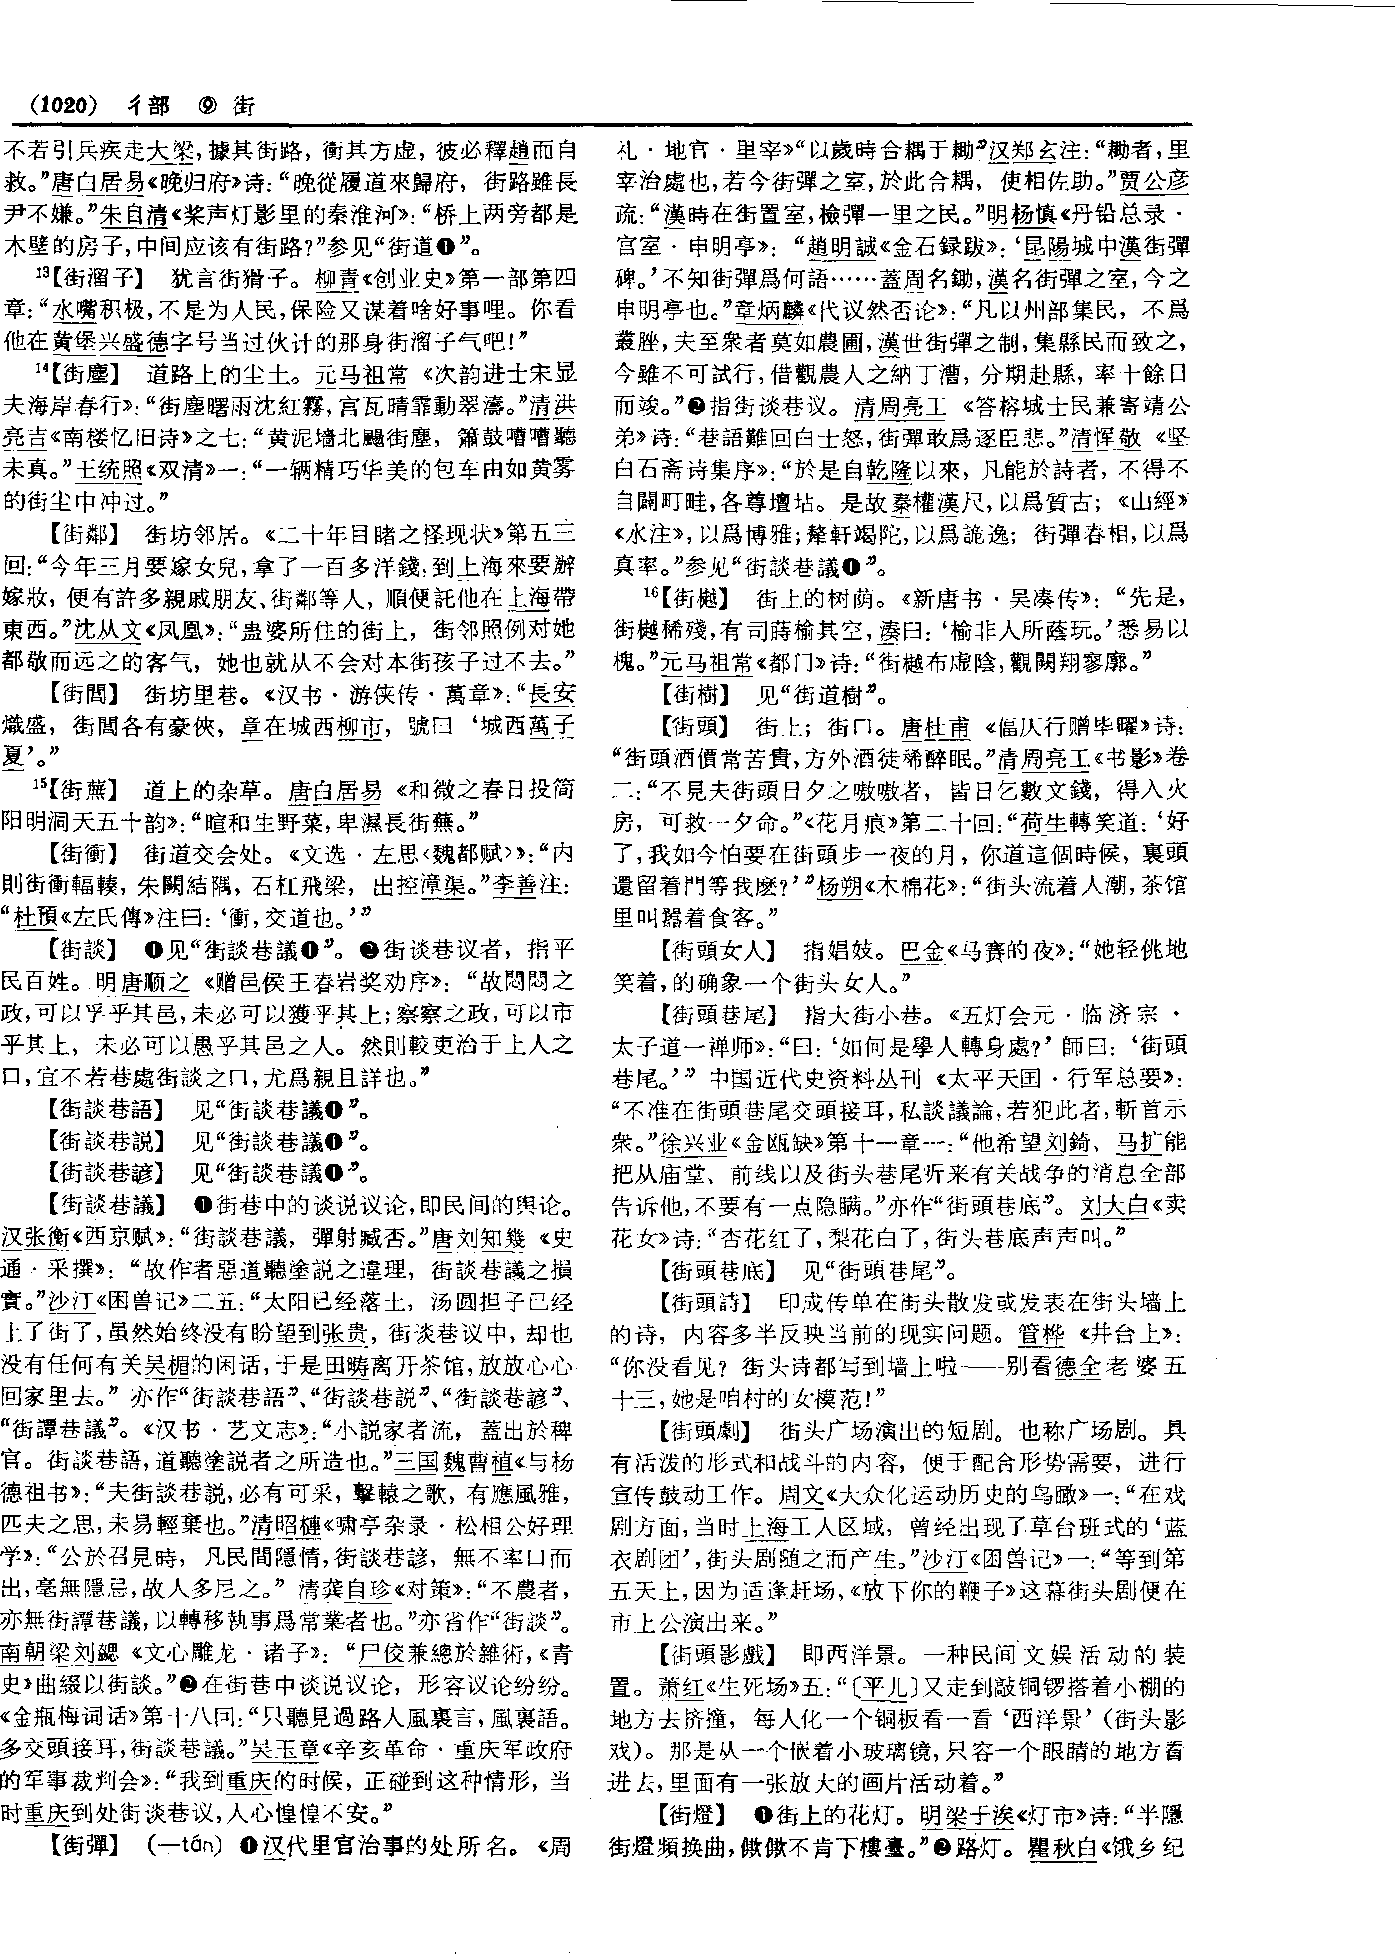 (1020) 彳部 ⑨ 街
不若引兵疾走大梁，據其街路，衝其方虚，彼必釋趙而自
救。”唐白居易《晚归府》诗：“晚從履道來歸府，街路雖長
尹不嫌。”朱自清《桨声灯影里的秦淮河》：“桥上两旁都是
木壁的房子，中间应该有街路？”参见“街道❶”。
¹³【街溜子】 犹言街猾子。柳青《创业史》第一部第四
章：“水嘴积极，不是为人民，保险又谋着啥好事哩。你看
他在黄堡兴盛德字号当过伙计的那身街溜子气吧！”
¹⁴【街塵】 道路上的尘土。元马祖常《次韵进士宋显
夫海岸春行》：“街塵曙雨沈紅霧，宫瓦晴霏動翠濤。”清洪
亮吉《南楼忆旧诗》之七：“黄泥墙北颺街塵，簫鼓嘈嘈聽
未真。”王统照《双清》一：“一辆精巧华美的包车由如黄雾
的街尘中冲过。”
【街鄰】 街坊邻居。《二十年目睹之怪现状》第五三
回：“今年三月要嫁女兒，拿了一百多洋錢，到上海來要辦
嫁妝，便有許多親戚朋友、街鄰等人，順便託他在上海帶
東西。”沈从文《凤凰》：“蛊婆所住的街上，街邻照例对她
都敬而远之的客气，她也就从不会对本街孩子过不去。”
【街閭】 街坊里巷。《汉书·游侠传·萬章》：“長安
熾盛，街閭各有豪俠，章在城西柳市，號曰‘城西萬子
夏’。”
¹⁵【街蕪】 道上的杂草。唐白居易《和微之春日投简
阳明洞天五十韵》：“暄和生野菜，卑濕長街蕪。”
【街衝】 街道交会处。《文选·左思〈魏都赋〉》：“内
則街衝輻輳，朱闕結隅，石杠飛梁，出控漳渠。”李善注：
“杜預《左氏傳》注曰：‘衝，交道也。’”
【街談】 ❶见“街談巷議❶”。❷街谈巷议者，指平
民百姓。明唐顺之《赠邑侯王春岩奖劝序》：“故悶悶之
政，可以孚乎其邑，未必可以獲乎其上；察察之政，可以市
乎其上，未必可以愚乎其邑之人。然則較吏治于上人之
口，宜不若巷處街談之口，尤爲親且詳也。”
【街談巷語】 见“街談巷議❶”。
【街談巷説】 见“街談巷議❶”。
【街談巷諺】 见“街談巷議❶”。
【街談巷議】 ❶街巷中的谈说议论，即民间的舆论。
汉张衡《西京赋》：“街談巷議，彈射臧否。”唐刘知幾《史
通·采撰》：“故作者惡道聽塗説之違理，街談巷議之損
實。”沙汀《困兽记》二五：“太阳已经落土，汤圆担子已经
上了街了，虽然始终没有盼望到张贵，街谈巷议中，却也
没有任何有关吴楣的闲话，于是田畴离开茶馆，放放心心
回家里去。”亦作“街談巷語”、“街談巷説”、“街談巷諺”、
“街譚巷議”。《汉书·艺文志》：“小説家者流，蓋出於稗
官。街談巷語，道聽塗説者之所造也。”三国魏曹植《与杨
德祖书》：“夫街談巷説，必有可采，擊轅之歌，有應風雅，
匹夫之思，未易輕棄也。”清昭槤《啸亭杂录·松相公好理
学》：“公於召見時，凡民間隱情，街談巷諺，無不率口而
出，毫無隱忌，故人多尼之。”清龚自珍《对策》：“不農者，
亦無街譚巷議，以轉移執事爲常業者也。”亦省作“街談”。
南朝梁刘勰《文心雕龙·诸子》：“尸佼兼總於雜術，《青
史》曲綴以街談。”❷在街巷中谈说议论，形容议论纷纷。
《金瓶梅词话》第十八回：“只聽見過路人風裏言，風裏語。
多交頭接耳，街談巷議。”吴玉章《辛亥革命·重庆军政府
的军事裁判会》：“我到重庆的时候，正碰到这种情形，当
时重庆到处街谈巷议，人心惶惶不安。”
【街彈】 （—tán）❶汉代里官治事的处所名。《周
礼·地官·里宰》“以歲時合耦于耡”汉郑玄注：“耡者，里
宰治處也，若今街彈之室，於此合耦，使相佐助。”贾公彦
疏：“漢時在街置室，檢彈一里之民。”明杨慎《丹铅总录·
宫室·申明亭》：“趙明誠《金石録跋》：‘昆陽城中漢街彈
碑。’不知街彈爲何語……蓋周名鋤，漢名街彈之室，今之
申明亭也。”章炳麟《代议然否论》：“凡以州部集民，不爲
叢脞，夫至衆者莫如農圃，漢世街彈之制，集縣民而致之，
今雖不可試行，借觀農人之納丁漕，分期赴縣，率十餘日
而竣。”❷指街谈巷议。清周亮工《答榕城士民兼寄靖公
弟》诗：“巷語難回白士怒，街彈敢爲逐臣悲。”清恽敬《坚
白石斋诗集序》：“於是自乾隆以來，凡能於詩者，不得不
自闢町畦，各尊壇坫。是故秦權漢尺，以爲質古；《山經》
《水注》，以爲博雅；犛軒竭陀，以爲詭逸；街彈春相，以爲
真率。”参见“街談巷議❶”。
¹⁶【街樾】 街上的树荫。《新唐书·吴凑传》：“先是，
街樾稀殘，有司蒔榆其空，湊曰：‘榆非人所蔭玩。’悉易以
槐。”元马祖常《都门》诗：“街樾布虚陰，觀闕翔寥廓。”
【街樹】 见“街道樹”。
【街頭】 街上；街口。唐杜甫《偪仄行赠毕曜》诗：
“街頭酒價常苦貴，方外酒徒稀醉眠。”清周亮工《书影》卷
二：“不見夫街頭日夕之嗷嗷者，皆日乞數文錢，得入火
房，可救一夕命。”《花月痕》第二十回：“荷生轉笑道：‘好
了，我如今怕要在街頭步一夜的月，你道這個時候，裏頭
還留着門等我麽？’”杨朔《木棉花》：“街头流着人潮，茶馆
里叫嚣着食客。”
【街頭女人】 指娼妓。巴金《马赛的夜》：“她轻佻地
笑着，的确象一个街头女人。”
【街頭巷尾】 指大街小巷。《五灯会元·临济宗·
太子道一禅师》：“曰：‘如何是學人轉身處？’師曰：‘街頭
巷尾。’”中国近代史资料丛刊《太平天囯·行军总要》：
“不准在街頭巷尾交頭接耳，私談議論，若犯此者，斬首示
衆。”徐兴业《金瓯缺》第十一章一：“他希望刘錡、马扩能
把从庙堂、前线以及街头巷尾听来有关战争的消息全部
告诉他，不要有一点隐瞒。”亦作“街頭巷底”。刘大白《卖
花女》诗：“杏花红了，梨花白了，街头巷底声声叫。”
【街頭巷底】 见“街頭巷尾”。
【街頭詩】 印成传单在街头散发或发表在街头墙上
的诗，内容多半反映当前的现实问题。管桦《井台上》：
“你没看见？街头诗都写到墙上啦——别看德全老婆五
十三，她是咱村的女模范！”
【街頭劇】 街头广场演出的短剧。也称广场剧。具
有活泼的形式和战斗的内容，便于配合形势需要，进行
宣传鼓动工作。周文《大众化运动历史的鸟瞰》一：“在戏
剧方面，当时上海工人区域，曾经出现了草台班式的‘蓝
衣剧团’，街头剧随之而产生。”沙汀《困兽记》一：“等到第
五天上，因为适逢赶场，《放下你的鞭子》这幕街头剧便在
市上公演出来。”
【街頭影戲】 即西洋景。一种民间文娱活动的装
置。萧红《生死场》五：“〔平儿〕又走到敲铜锣搭着小棚的
地方去挤撞，每人化一个铜板看一看‘西洋景’（街头影
戏）。那是从一个嵌着小玻璃镜，只容一个眼睛的地方看
进去，里面有一张放大的画片活动着。”
【街燈】 ❶街上的花灯。明梁于涘《灯市》诗：“半隱
街燈頻换曲，僛僛不肯下樓臺。”❷路灯。瞿秋白《饿乡纪